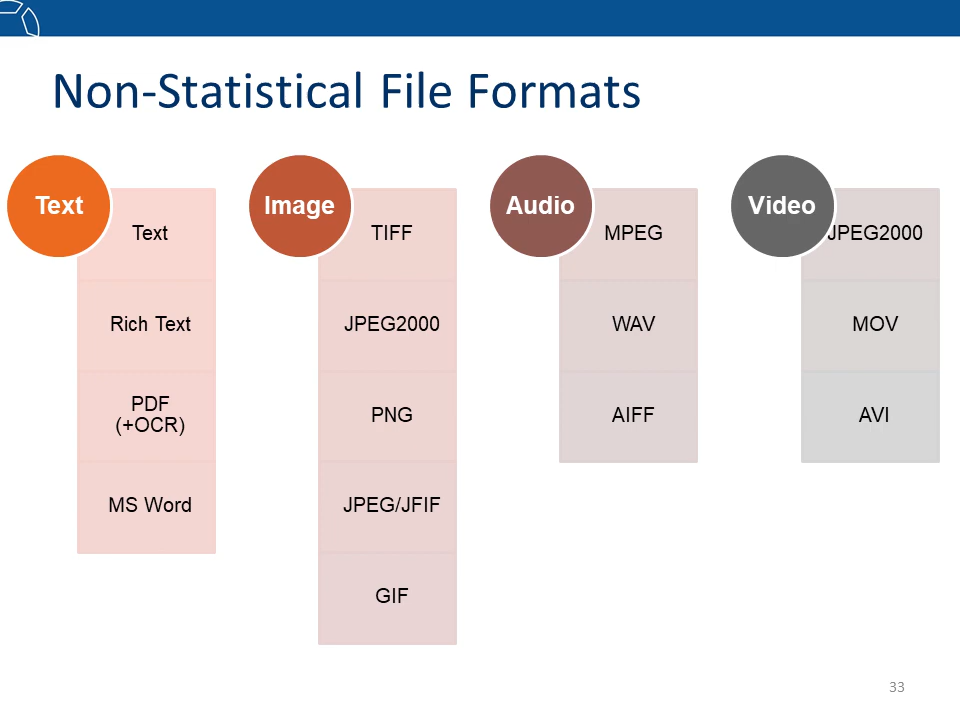 Non-Statistical File Formats
Text
Text
Rich Text
PDF
(+OCR)
MS Word
Image
TIFF
JPEG2000
PNG
JPEG/JFIF
GIF
Audio
MPEG
WAV
AIFF
Video
JPEG2000
MOV
AVI
33